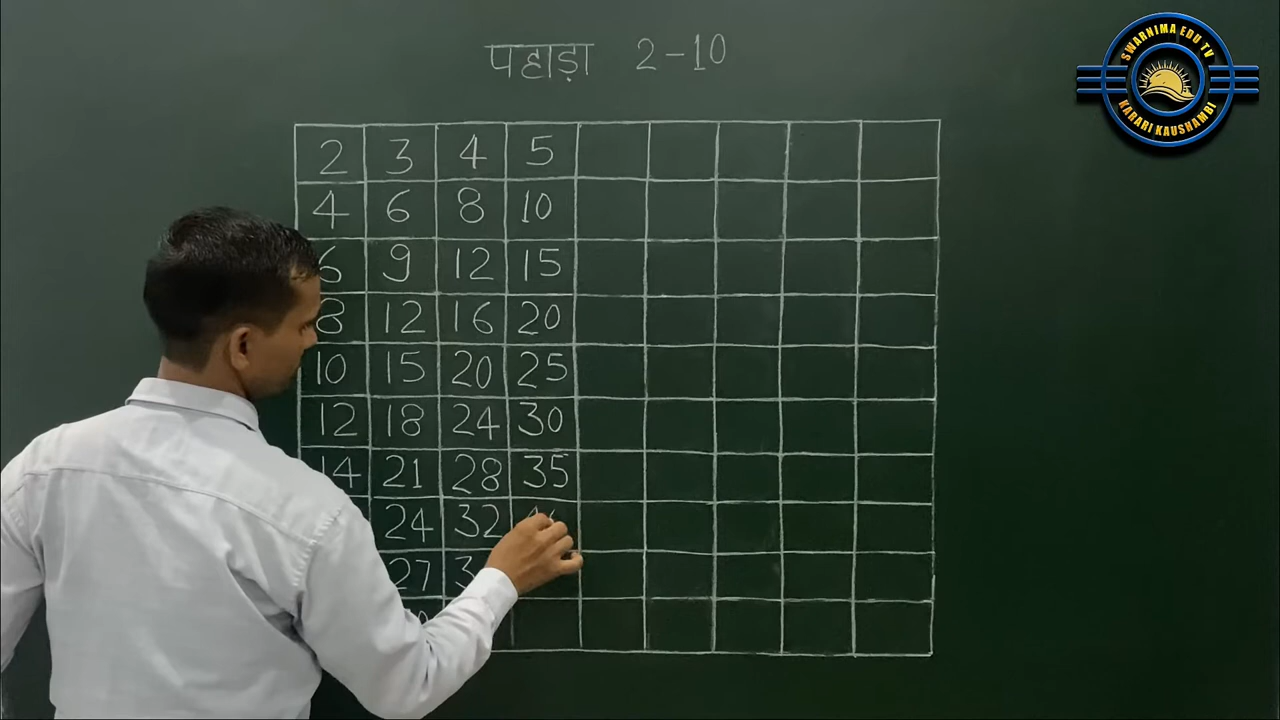 पहाड़ा 2-10
SWARNIMA EDU TV
KARARI KAUSHAMBI
2 3 4 5
4 6 8 10
6 9 12 15
8 12 16 20
10 15 20 25
12 18 24 30
14 21 28 35
24 32
27